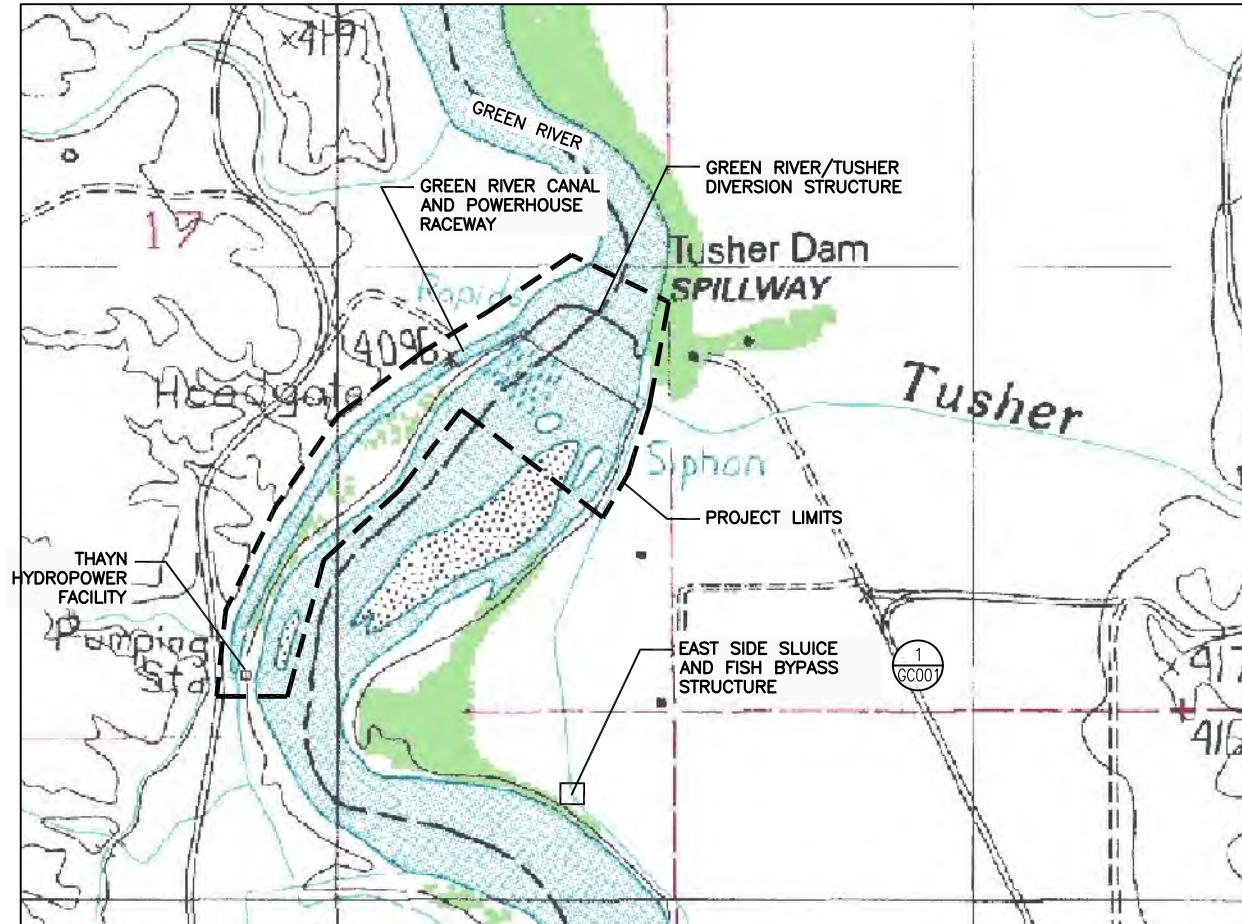 ×4171
GREEN RIVER
GREEN RIVER/TUSHER
DIVERSION STRUCTURE
GREEN RIVER CANAL
AND POWERHOUSE
RACEWAY
17
Tusher Dam
SPILLWAY
Rapids
4096
Headgate
Tusher
Siphon
PROJECT LIMITS
THAYN
HYDROPOWER
FACILITY
Pumping
Sta
EAST SIDE SLUICE
AND FISH BYPASS
STRUCTURE
1
GC001